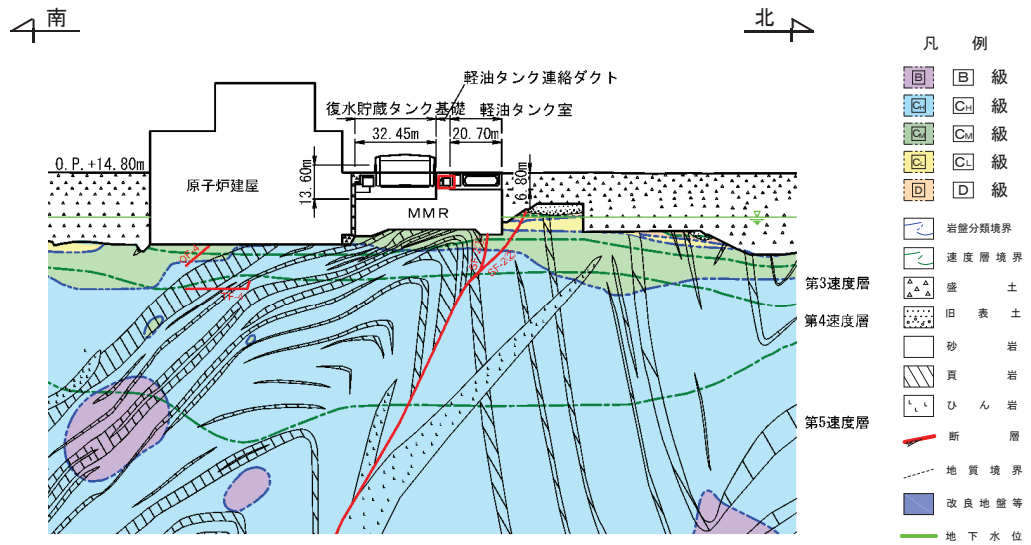 南
北
軽油タンク連絡ダクト
復水貯蔵タンク基礎
軽油タンク室
32.45m
20.70m
O.P.+14.80m
原子炉建屋
13.60m
6.80m
MMR
第3速度層
第4速度層
第5速度層
凡 例
B B 級
CH CH 級
CM CM 級
CL CL 級
D D 級
岩盤分類境界
速度層境界
盛 土
旧 表 土
砂 岩
頁 岩
ひ ん 岩
断 層
地 質 境 界
改 良 地 盤 等
地 下 水 位